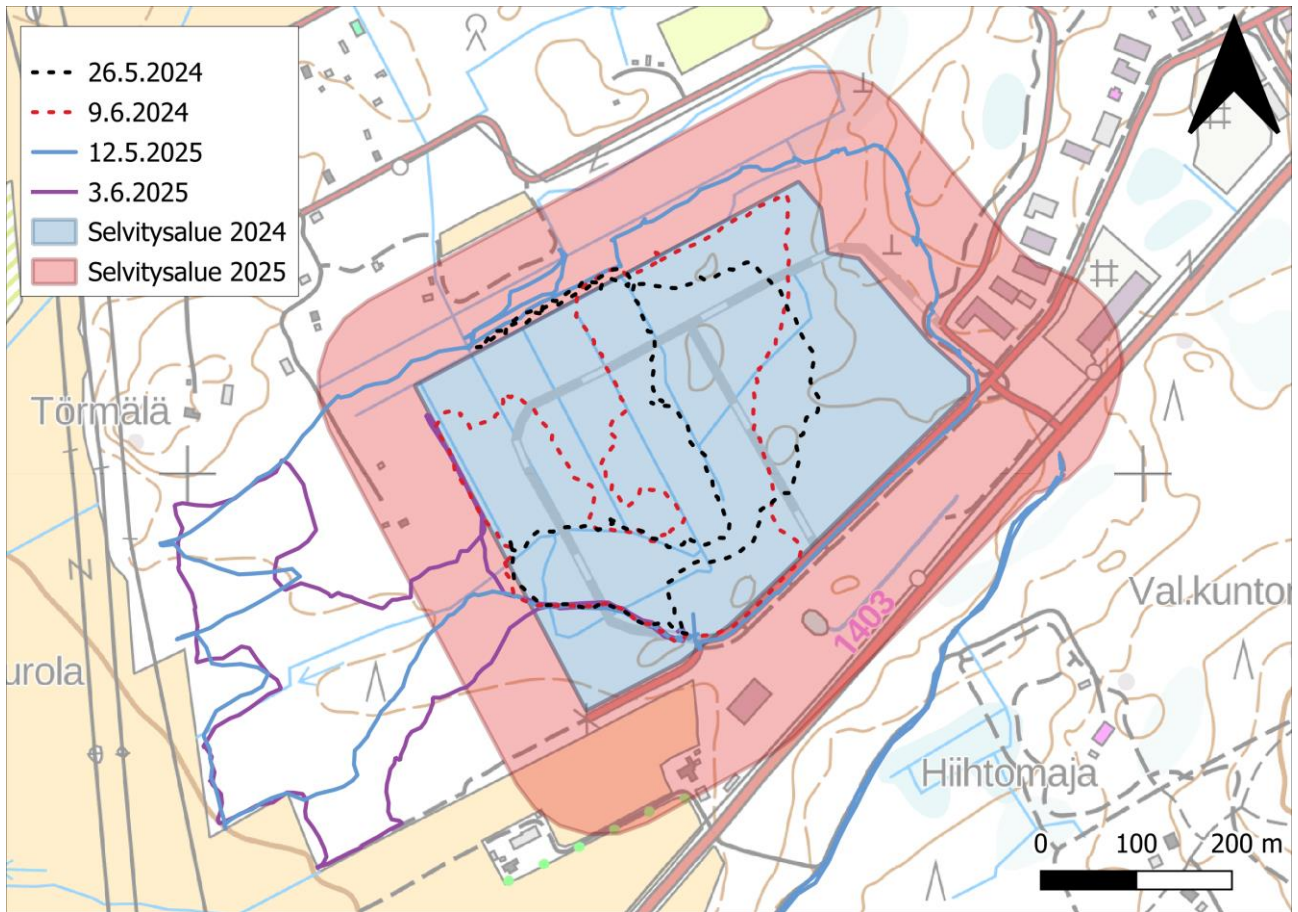 26.5.2024
9.6.2024
12.5.2025
3.6.2025
Selvitysalue 2024
Selvitysalue 2025
Törmälä
urola
1403
Val.kuntor
Hiihtomaja
0 100 200 m